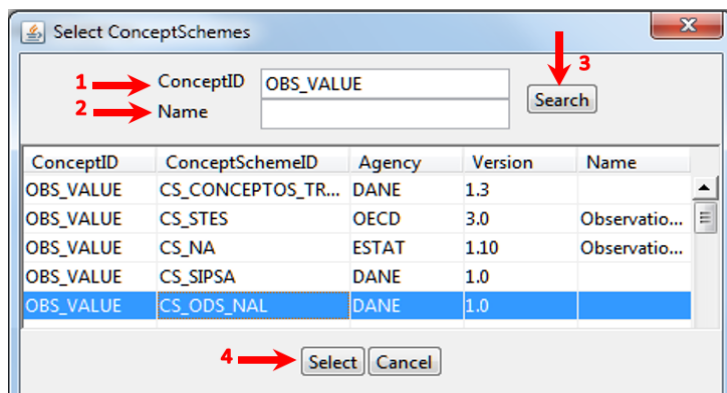 Select ConceptSchemes
x
3
1 ConceptID OBS_VALUE
Search
2 Name
ConceptID ConceptSchemeID Agency Version Name
OBS_VALUE CS_CONCEPTOS_TR... DANE 1.3
OBS_VALUE CS_STES OECD 3.0 Observatio...
OBS_VALUE CS_NA ESTAT 1.10 Observatio...
OBS_VALUE CS_SIPSA DANE 1.0
OBS_VALUE CS_ODS_NAL DANE 1.0
4 Select Cancel